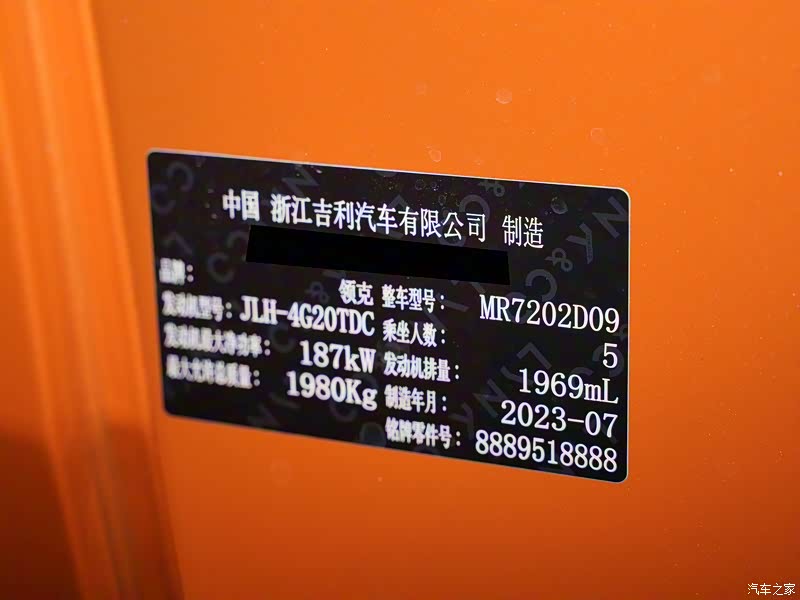 中国 浙江吉利汽车有限公司 制造
品牌: 领克 整车型号: MR7202D09
发动机型号: JLH-4G20TDC 乘坐人数: 5
发动机最大净功率: 187kW 发动机排量: 1969mL
最大允许总质量: 1980Kg 制造年月: 2023-07
铭牌零件号: 8889518888
LYNK&CO
汽车之家